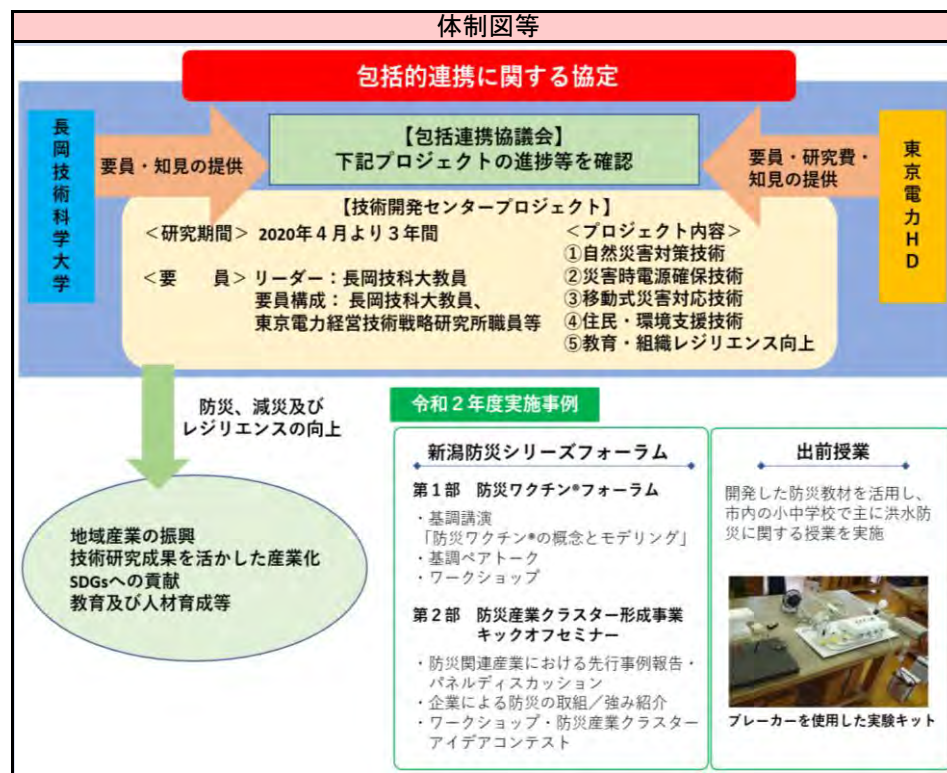 体制図等
包括的連携に関する協定
長岡技術科学大学
要員・知見の提供
【包括連携協議会】
下記プロジェクトの進捗等を確認
要員・研究費・
知見の提供
東京電力HD
【技術開発センタープロジェクト】
＜研究期間＞ 2020年４月より３年間
＜要　　員＞ リーダー：長岡技科大教員
要員構成： 長岡技科大教員、
東京電力経営技術戦略研究所職員等
＜プロジェクト内容＞
①自然災害対策技術
②災害時電源確保技術
③移動式災害対応技術
④住民・環境支援技術
⑤教育・組織レジリエンス向上
防災、減災及び
レジリエンスの向上
地域産業の振興
技術研究成果を活かした産業化
SDGsへの貢献
教育及び人材育成等
令和２年度実施事例
新潟防災シリーズフォーラム
第１部　防災ワクチン®フォーラム
・基調講演
「防災ワクチン®の概念とモデリング」
・基調ペアトーク
・ワークショップ
第２部　防災産業クラスター形成事業
キックオフセミナー
・防災関連産業における先行事例報告・
パネルディスカッション
・企業による防災の取組／強み紹介
・ワークショップ・防災産業クラスター
アイデアコンテスト
出前授業
開発した防災教材を活用し、
市内の小中学校で主に洪水防
災に関する授業を実施
ブレーカーを使用した実験キット